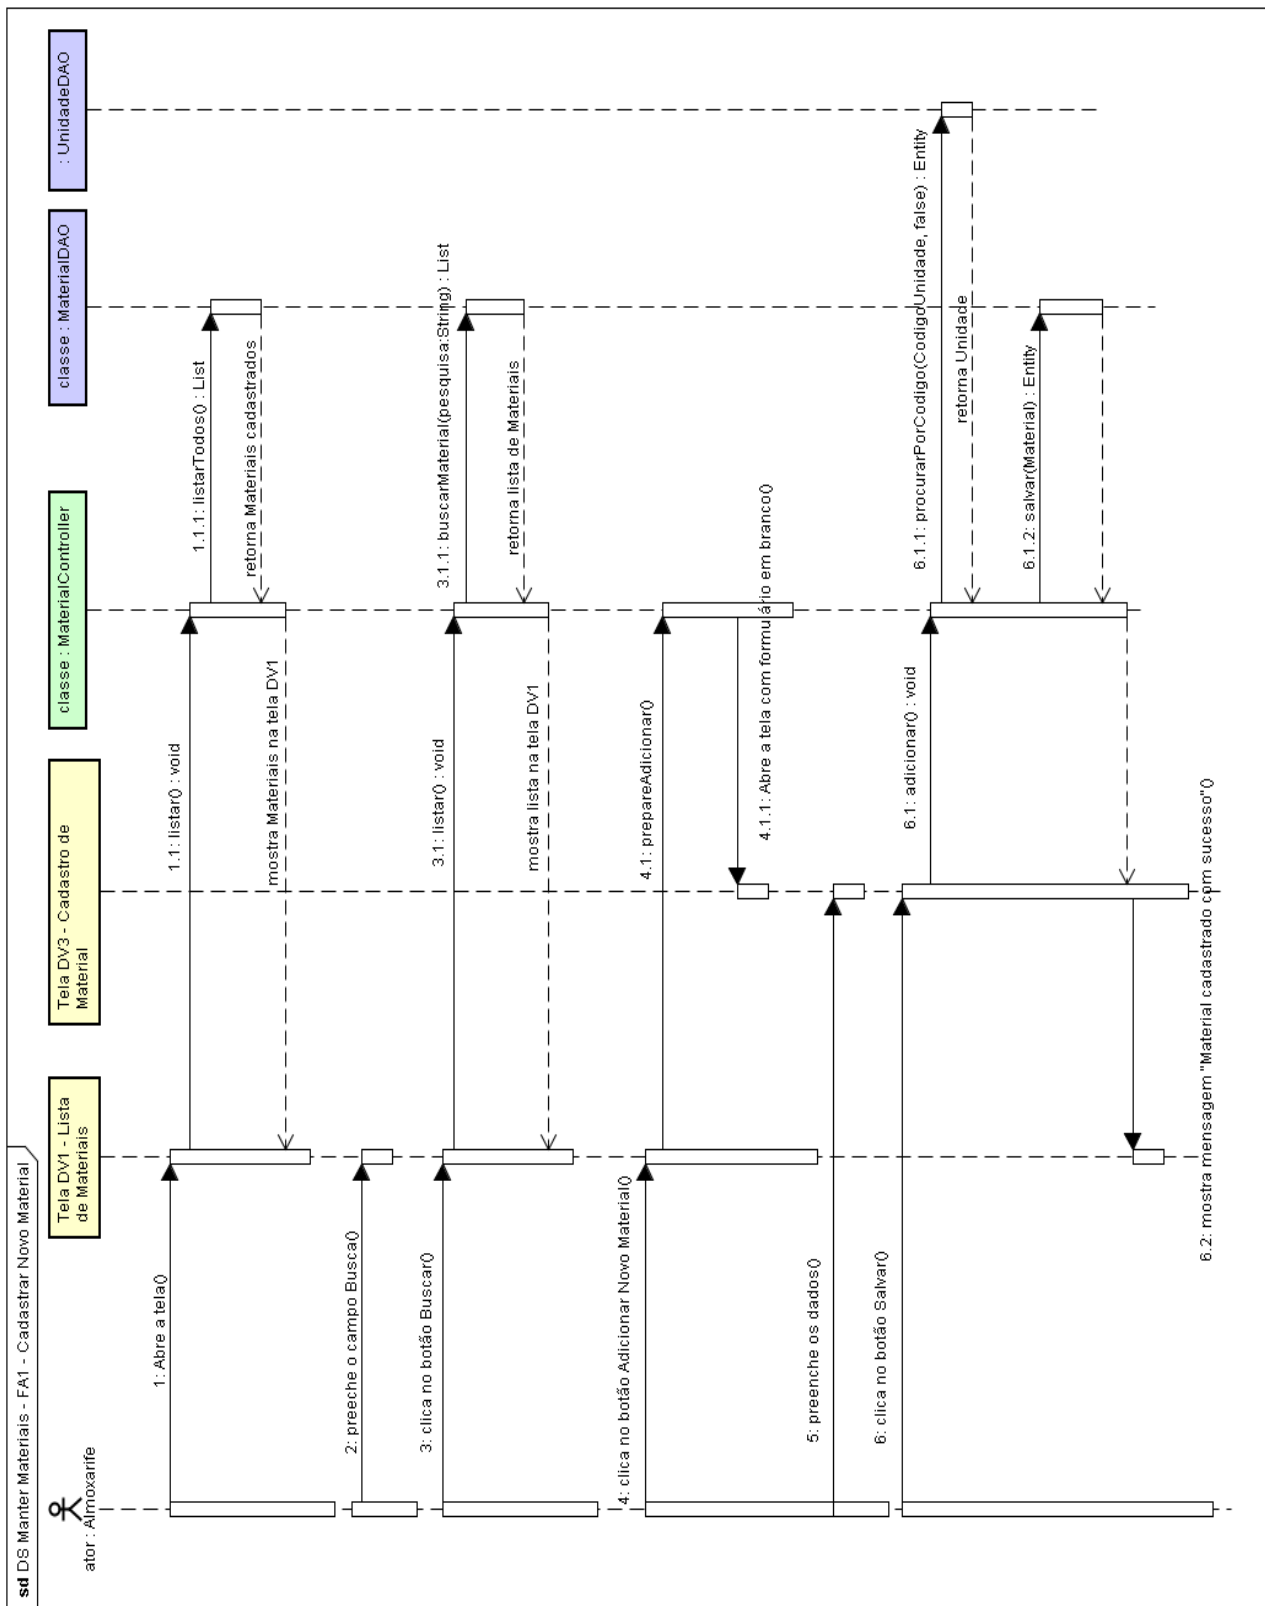 sd DS Manter Materiais - FA1 - Cadastrar Novo Material
ator : Almoxarife
Tela DV1 - Lista
de Materiais
Tela DV3 - Cadastro de
Material
classe : MaterialController
classe : MaterialDAO
: UnidadeDAO
1: Abre a tela()
1.1: listar() : void
1.1.1: listarTodos() : List
retorna Materiais cadastrados
mostra Materiais na tela DV1
2: preeche o campo Busca()
3: clica no botão Buscar()
3.1: listar() : void
3.1.1: buscarMaterial(pesquisa:String) : List
retorna lista de Materiais
mostra lista na tela DV1
4: clica no botão Adicionar Novo Material()
4.1: prepareAdicionar()
4.1.1: Abre a tela com formulário em branco()
5: preenche os dados()
6: clica no botão Salvar()
6.1: adicionar() : void
6.1.1: procurarPorCodigo(CodigoUnidade, false) : Entity
retorna Unidade
6.1.2: salvar(Material) : Entity
6.2: mostra mensagem "Material cadastrado com sucesso"()